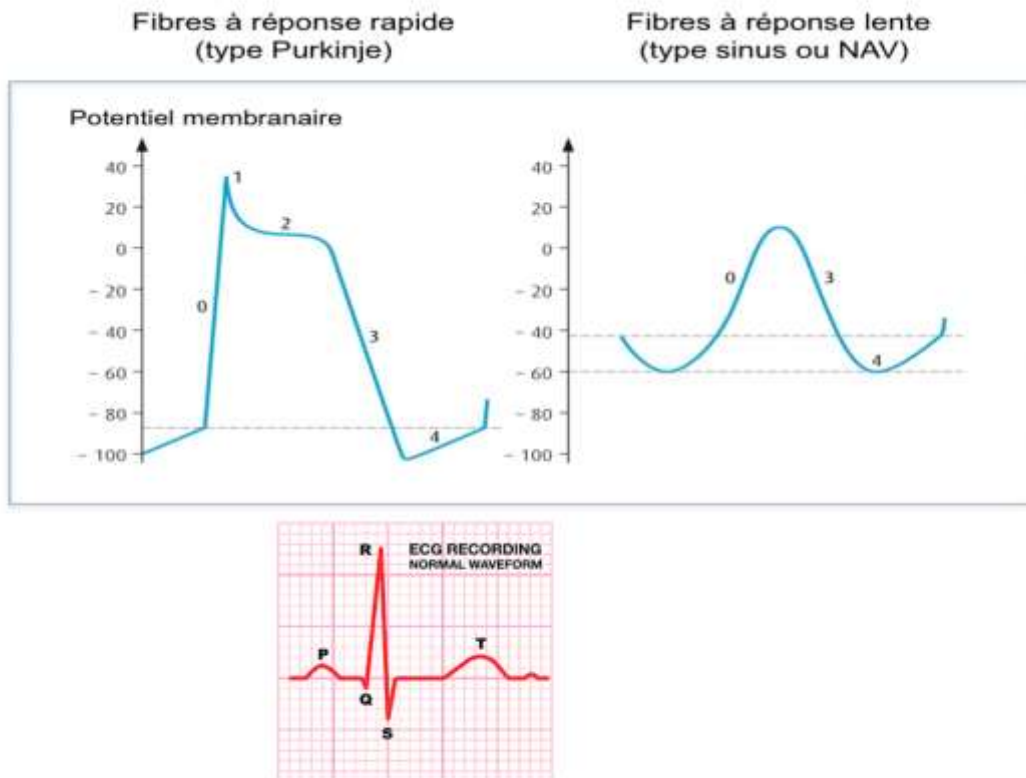 Fibres à réponse rapide
(type Purkinje)
Fibres à réponse lente
(type sinus ou NAV)
Potentiel membranaire
40
20
0
– 20
– 40
– 60
– 80
– 100
0
1
2
3
4
40
20
0
– 20
– 40
– 60
– 80
– 100
0
3
4
ECG RECORDING
NORMAL WAVEFORM
R
P
T
Q
S